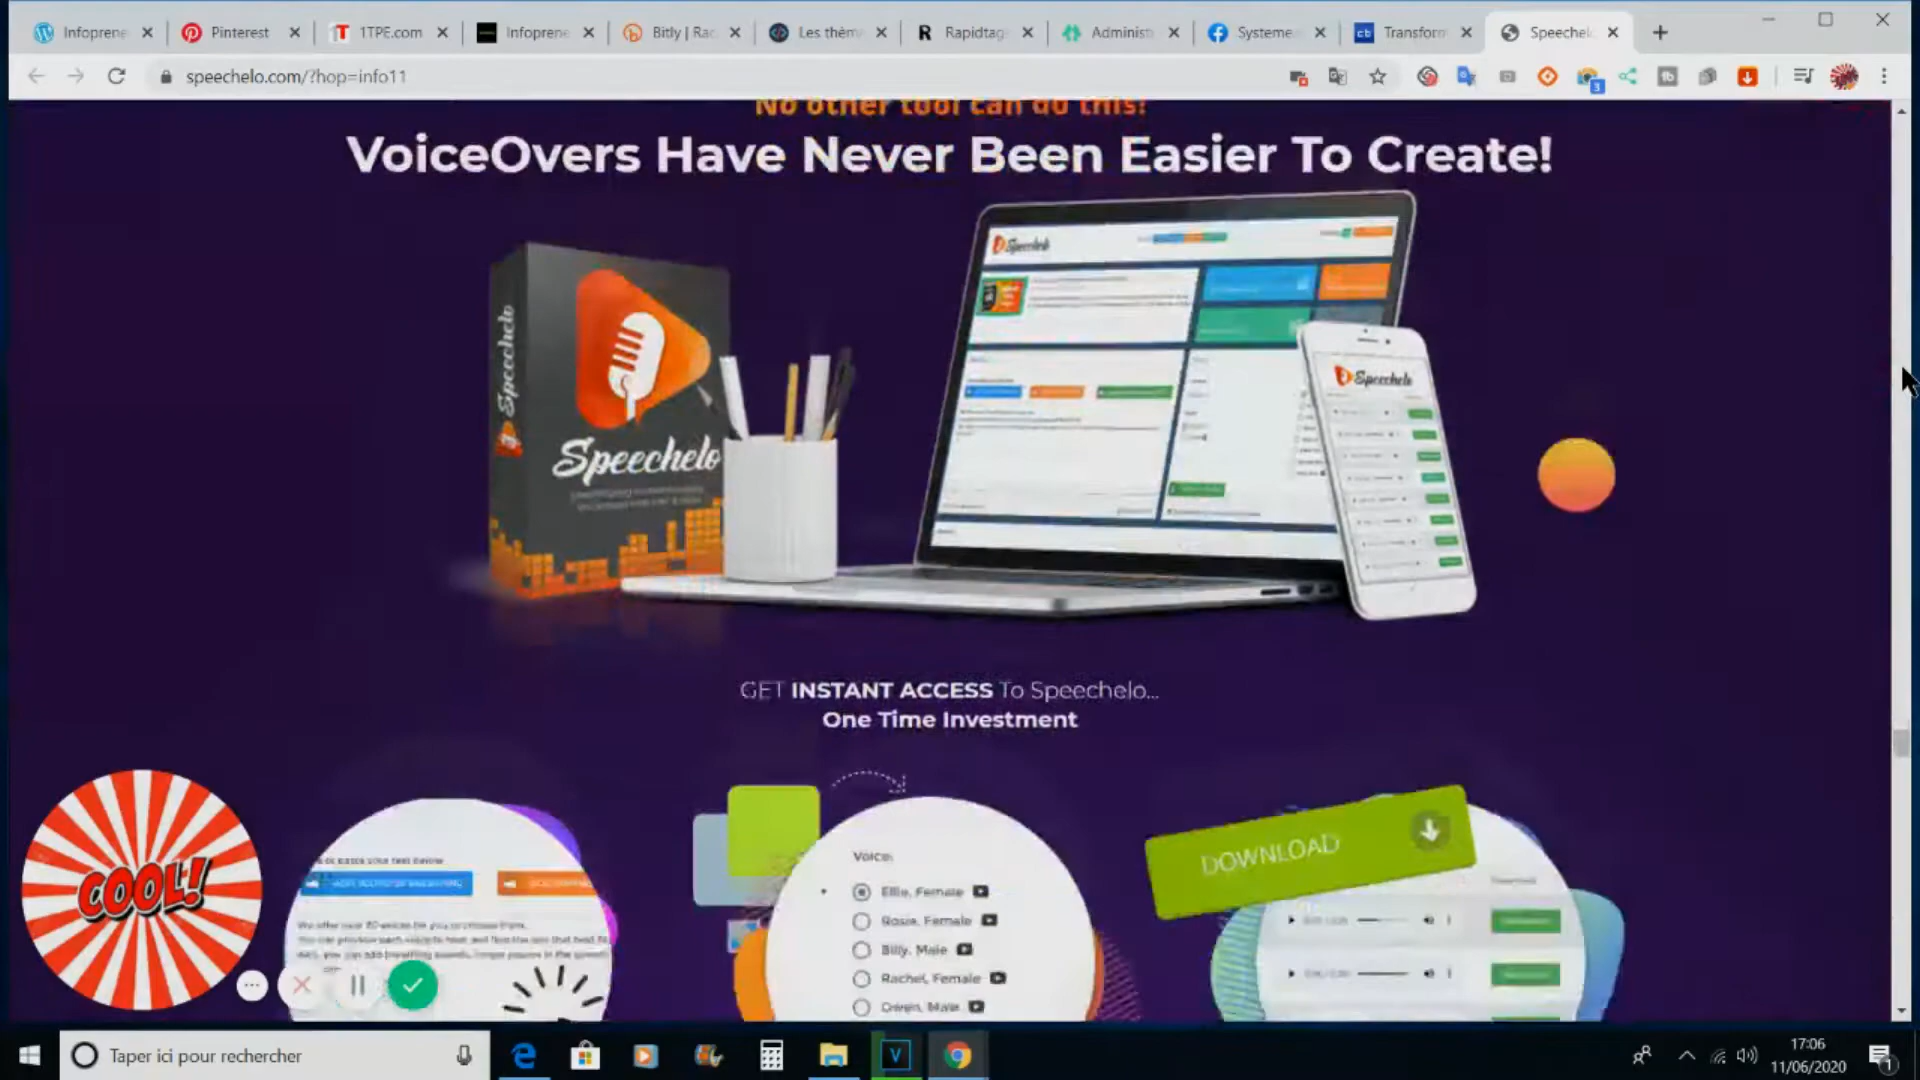 Infoprene
Pinterest
1TPE.com
Infoprene
Bitly | Rac
Les thèm
Rapidtag
Administ
Systeme
Transform
Speechel
speechelo.com/?hop=info11
No other tool can do this!
VoiceOvers Have Never Been Easier To Create!
Speechelo
Speechelo
Speechelo
Speechelo
GET INSTANT ACCESS To Speechelo...
One Time Investment
COOL!
Voice:
Ellie, Female
Rosie, Female
Billy, Male
Rachel, Female
Owen, Male
DOWNLOAD
Taper ici pour rechercher
17:06
11/06/2020